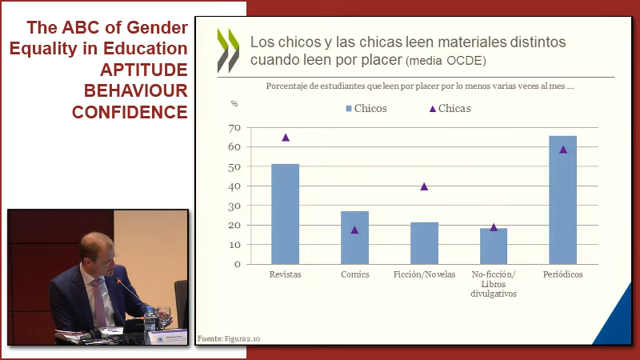 The ABC of Gender
Equality in Education
APTITUDE
BEHAVIOUR
CONFIDENCE
Los chicos y las chicas leen materiales distintos
cuando leen por placer (media OCDE)
Porcentaje de estudiantes que leen por placer por lo menos varias veces al mes ...
%
Chicos
Chicas
70
60
50
40
30
20
10
0
Revistas
Comics
Ficción/Novelas
No-ficción/
Libros
divulgativos
Periódicos
Fuente: Figura 2.10